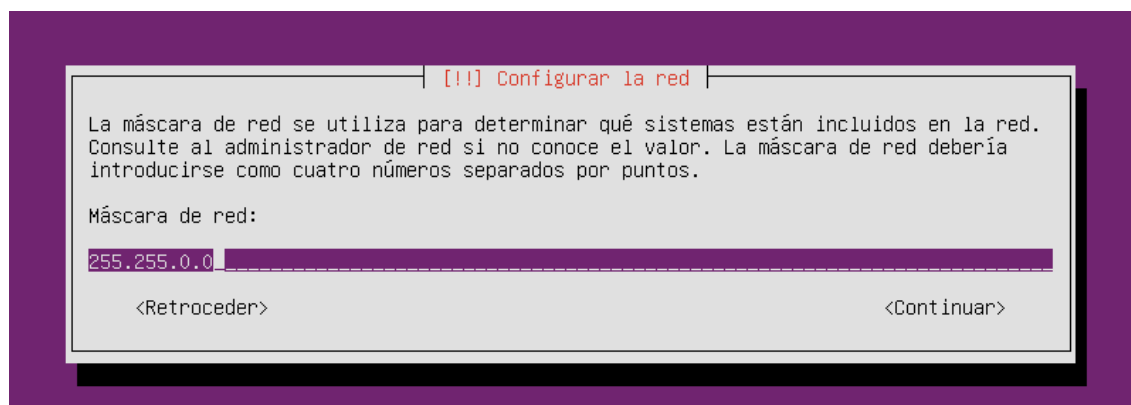 [!!] Configurar la red
La máscara de red se utiliza para determinar qué sistemas están incluidos en la red.
Consulte al administrador de red si no conoce el valor. La máscara de red debería
introducirse como cuatro números separados por puntos.
Máscara de red:
255.255.0.0
<Retroceder> <Continuar>